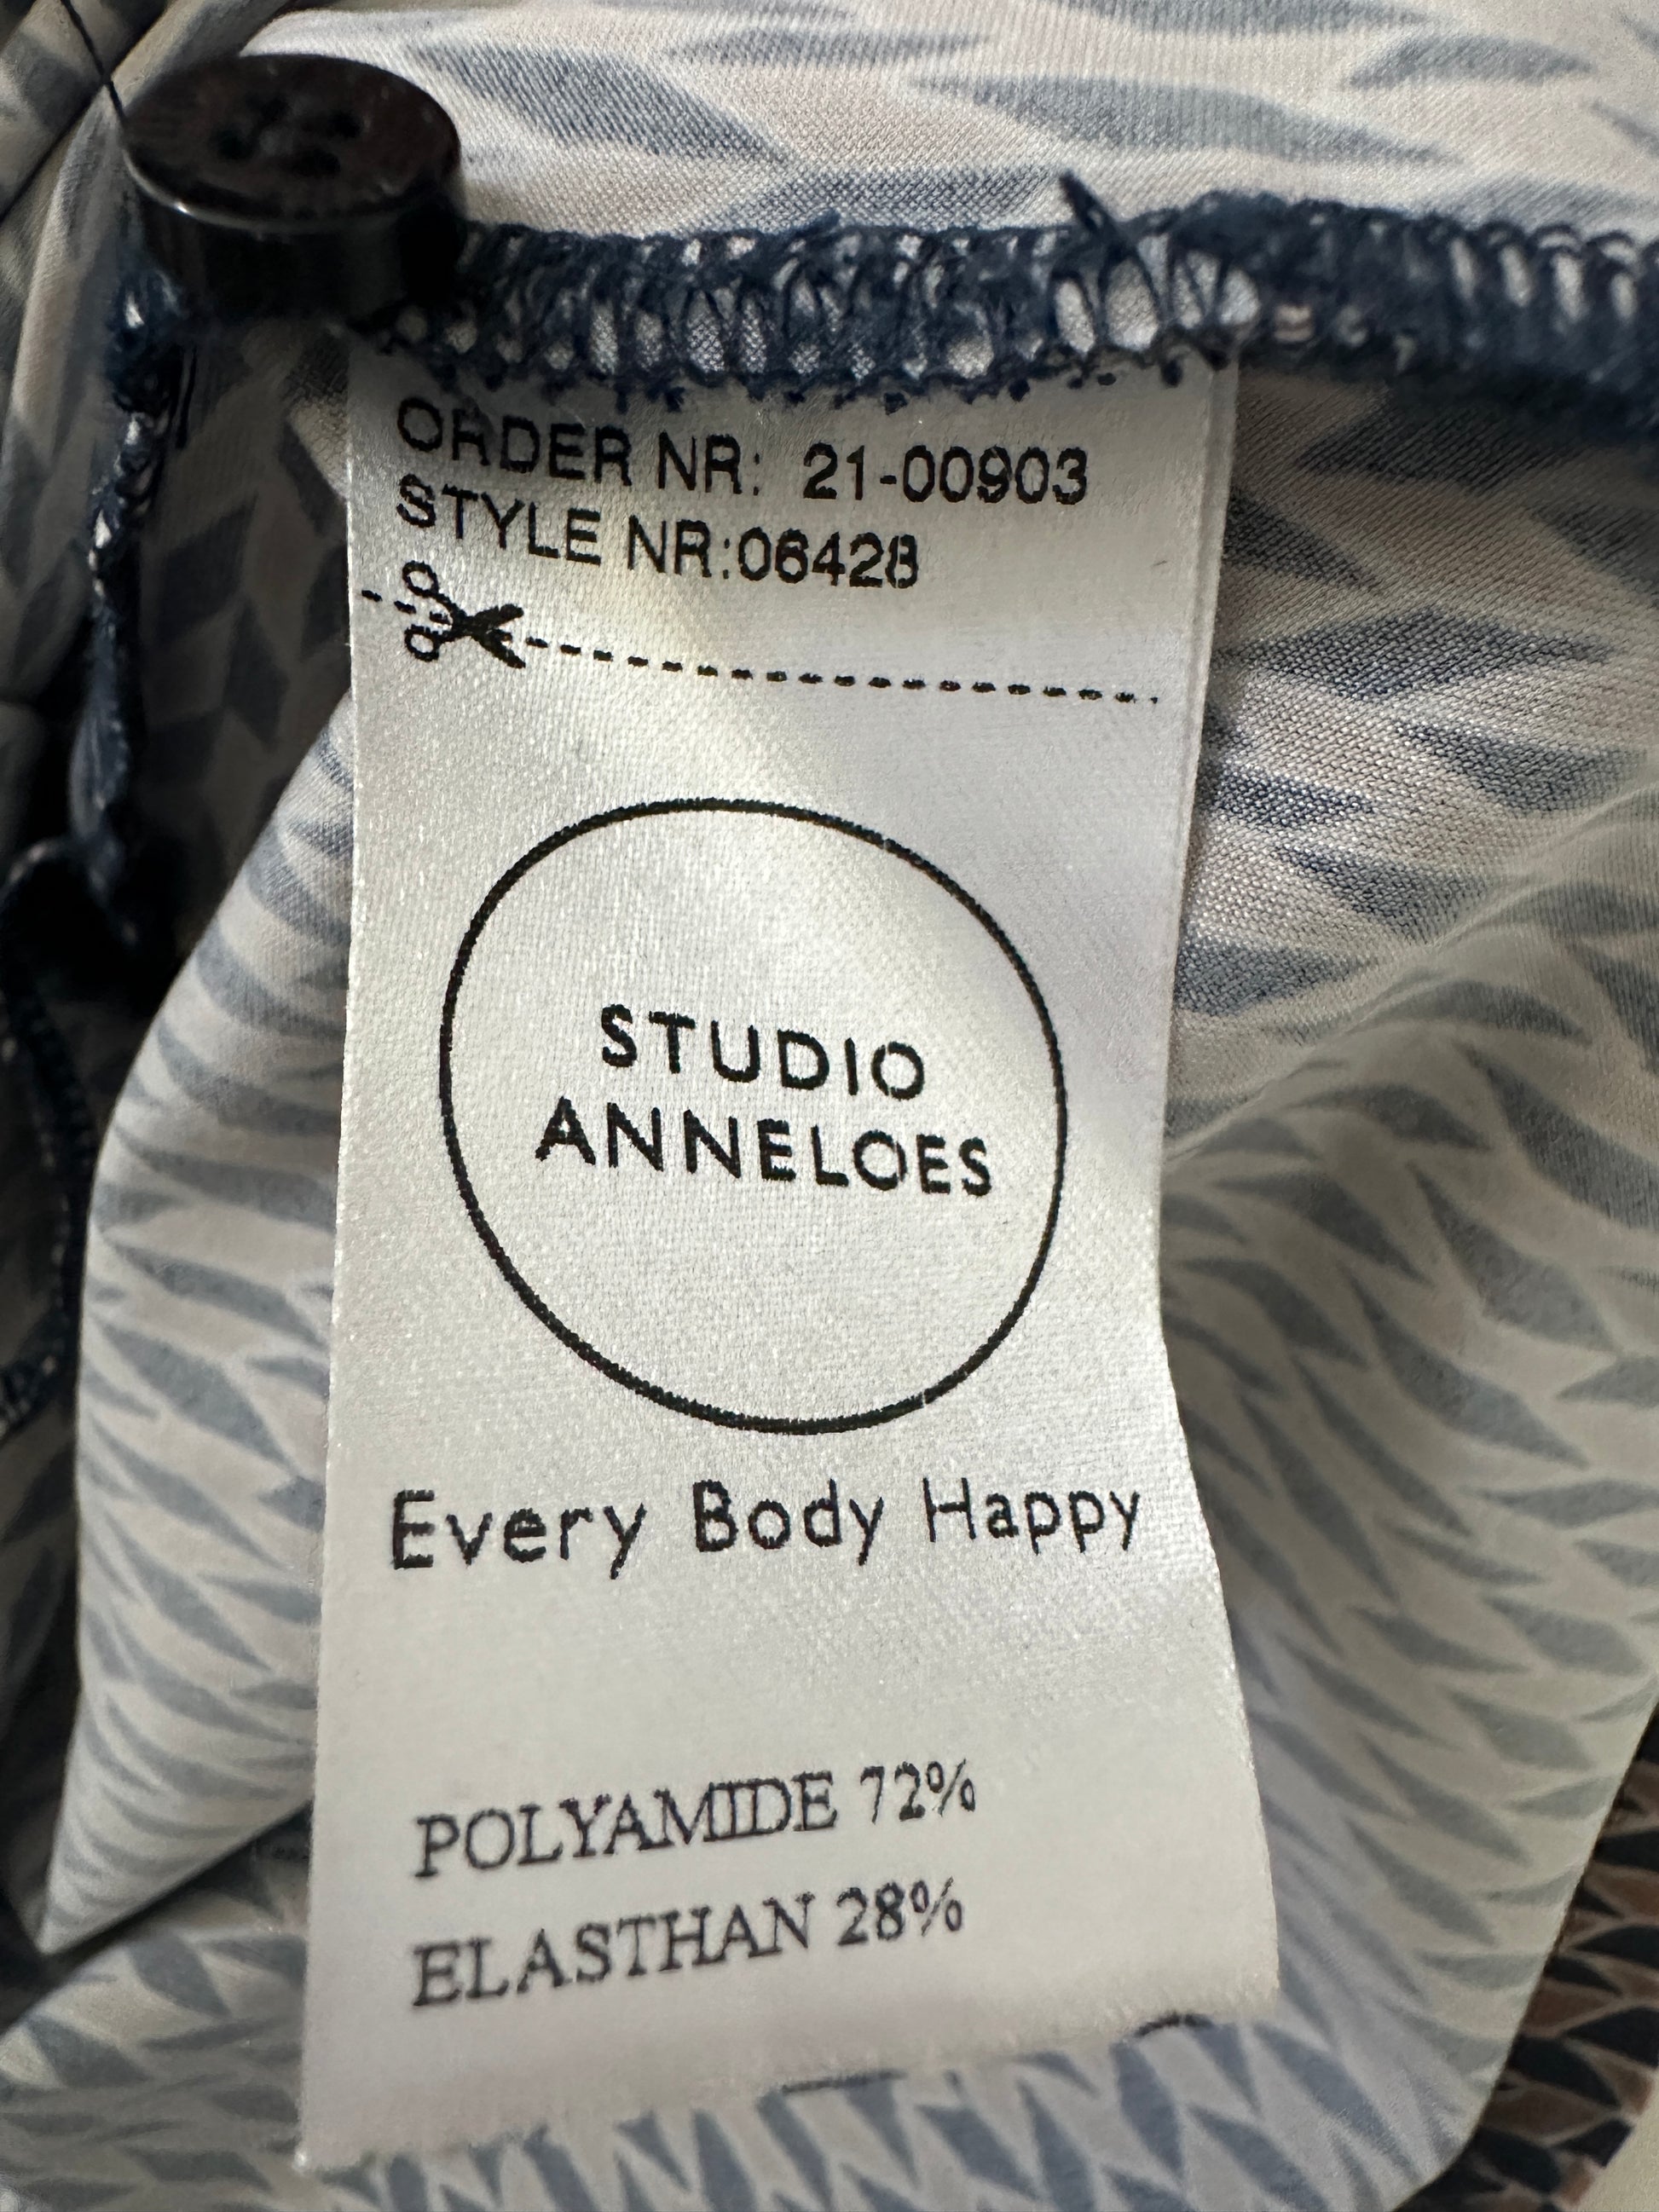 ORDER NR: 21-00903
STYLE NR:06428
STUDIO
ANNELOES
Every Body Happy
POLYAMIDE 72%
ELASTHAN 28%